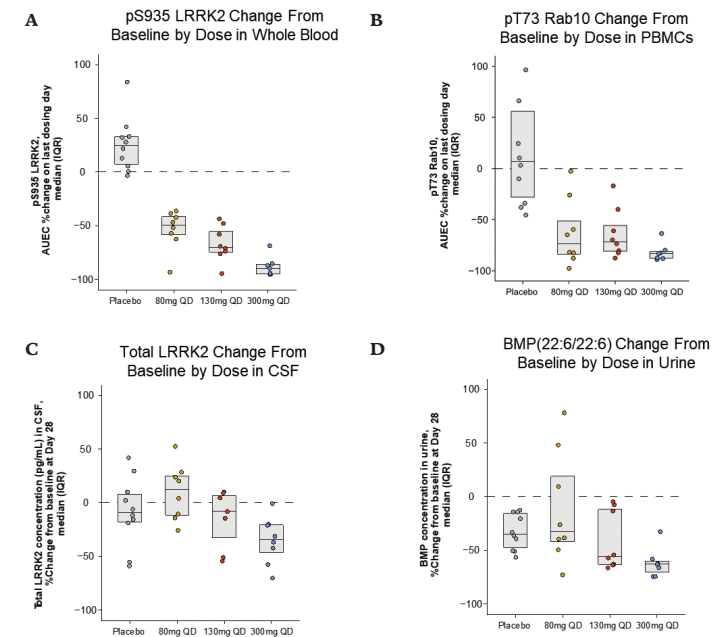 A
pS935 LRRK2 Change From
Baseline by Dose in Whole Blood
pS935 LRRK2,
AUEC %change on last dosing day
median (IQR)
100
50
0
−50
−100
Placebo 80mg QD 130mg QD 300mg QD
B
pT73 Rab10 Change From
Baseline by Dose in PBMCs
pT73 Rab10,
AUEC %change on last dosing day
median (IQR)
100
50
0
−50
−100
Placebo 80mg QD 130mg QD 300mg QD
C
Total LRRK2 Change From
Baseline by Dose in CSF
Total LRRK2 concentration (pg/mL) in CSF,
%Change from baseline at Day 28
median (IQR)
100
50
0
−50
−100
Placebo 80mg QD 130mg QD 300mg QD
D
BMP(22:6/22:6) Change From
Baseline by Dose in Urine
BMP concentration in urine,
%Change from baseline at Day 28
median (IQR)
100
50
0
−50
−100
Placebo 80mg QD 130mg QD 300mg QD